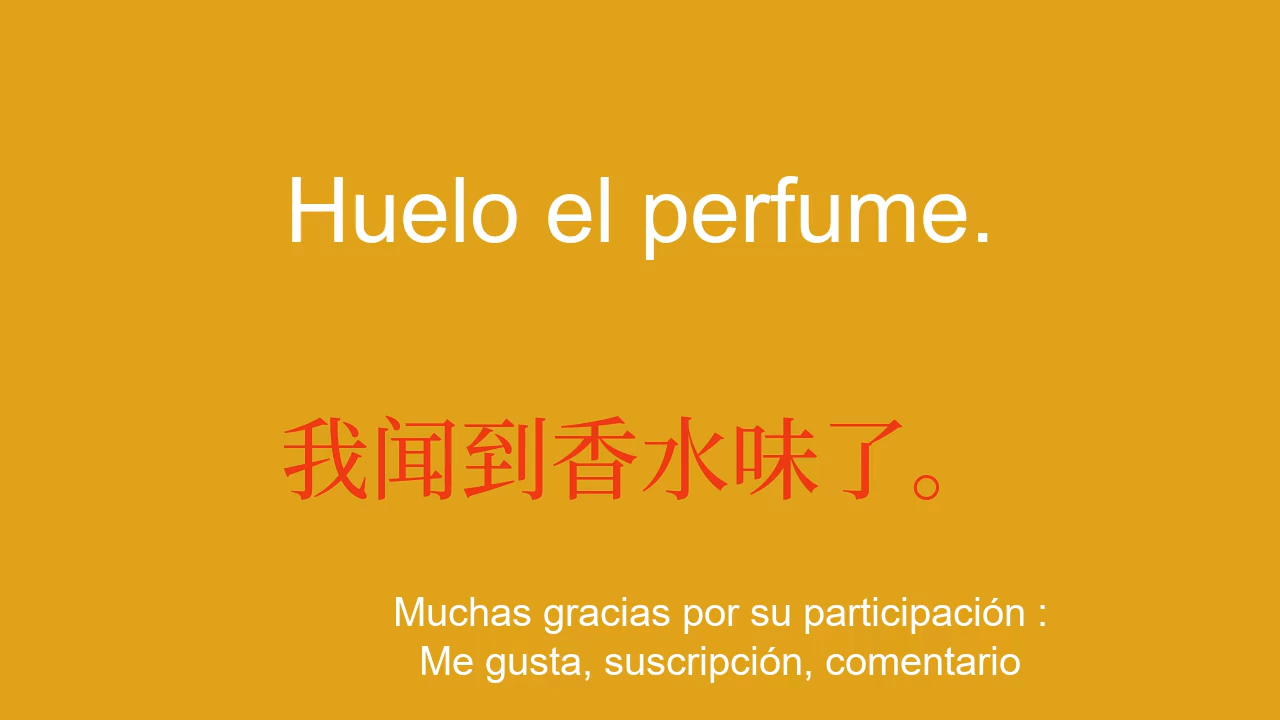 Huelo el perfume.
我闻到香水味了。
Muchas gracias por su participación :
Me gusta, suscripción, comentario